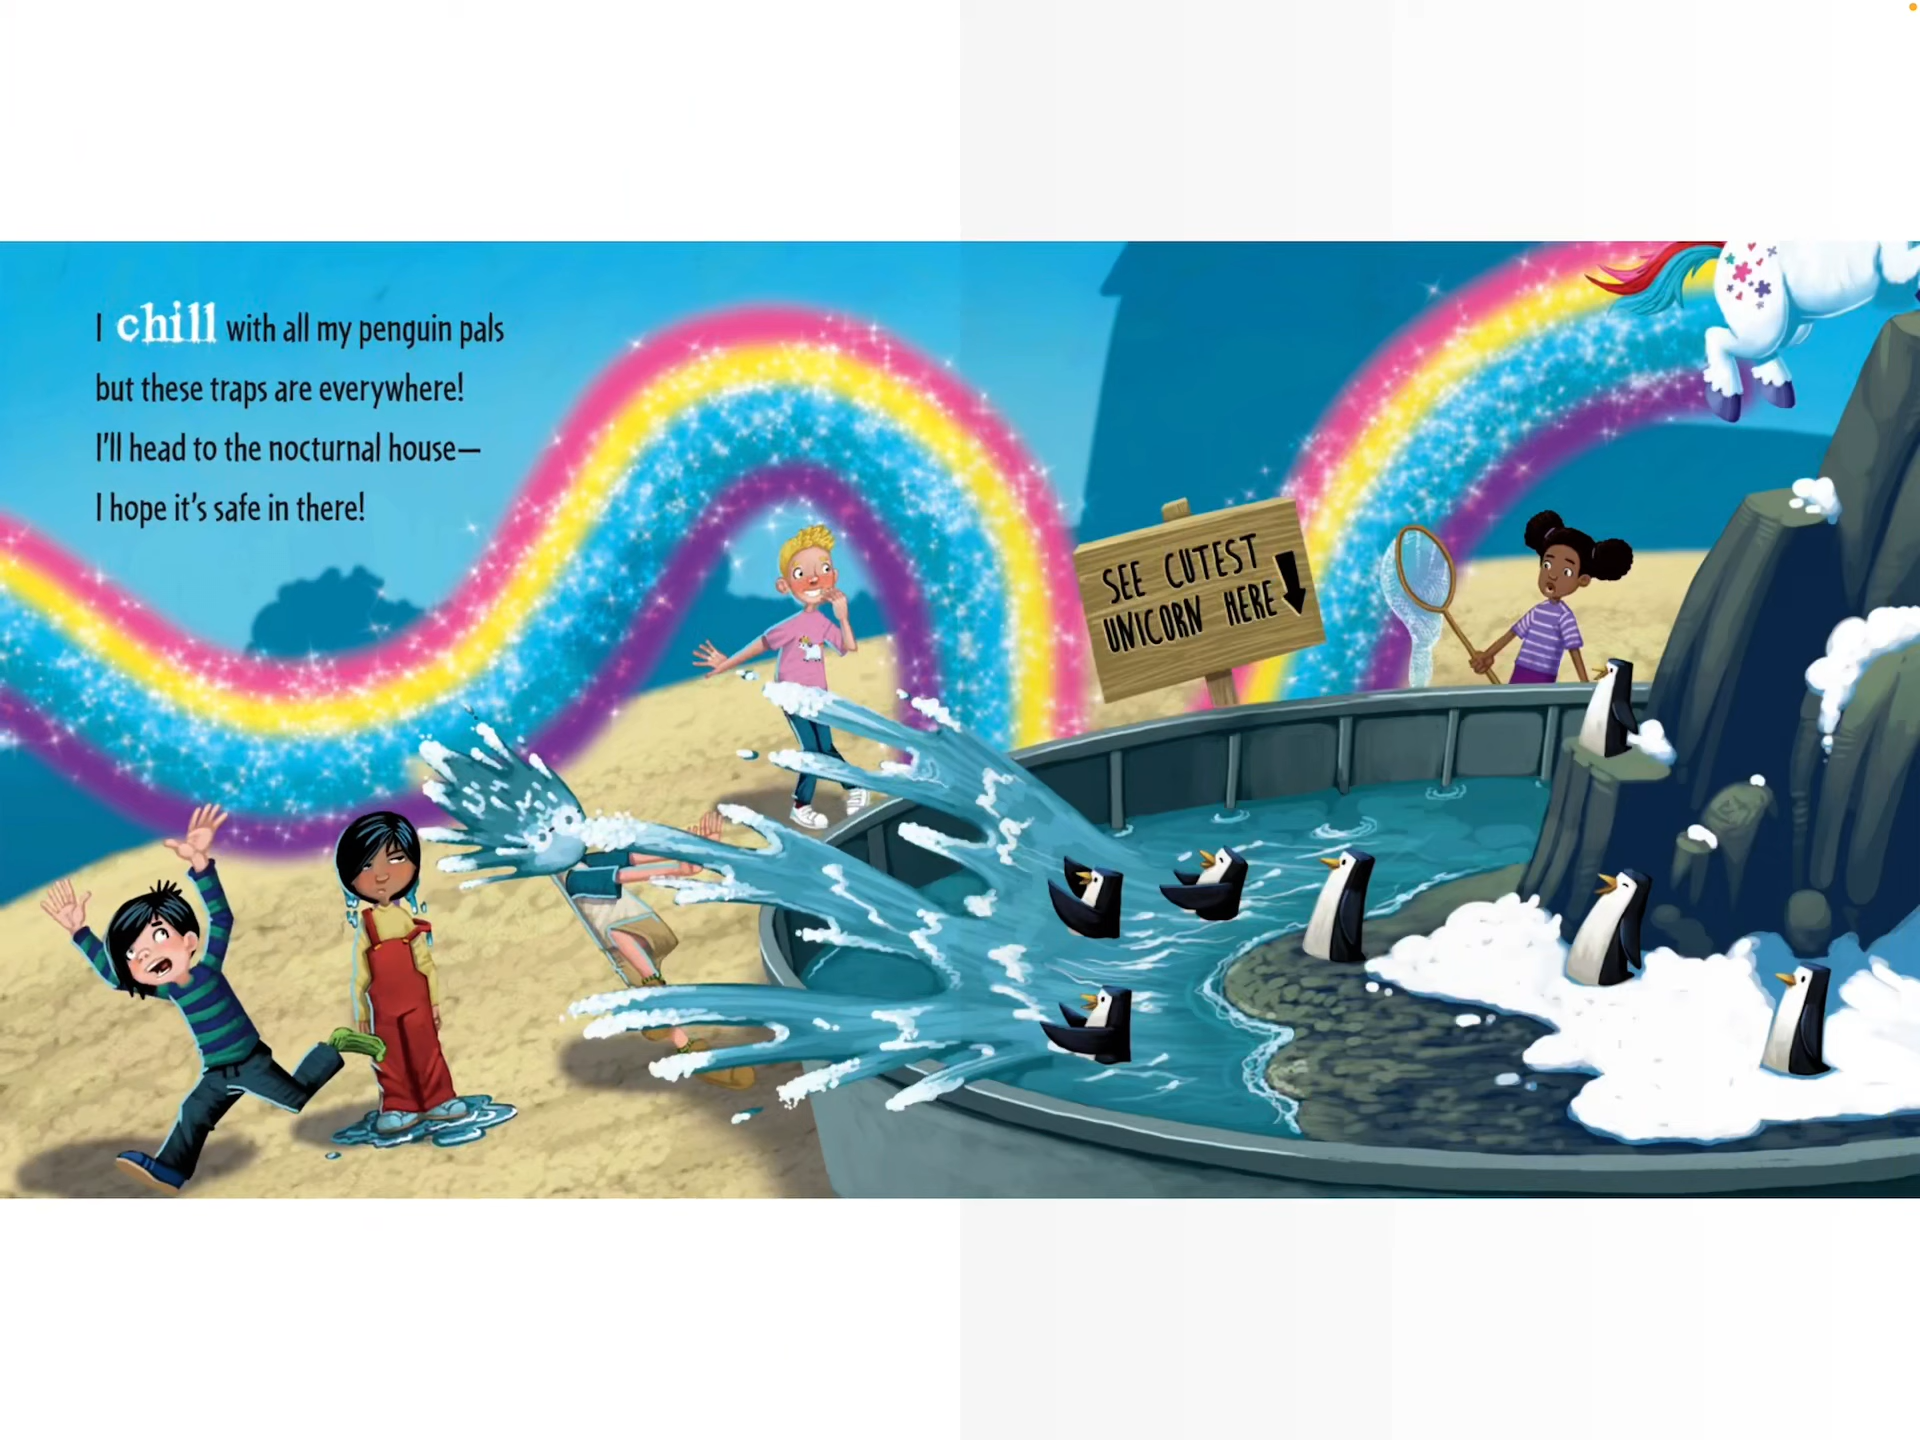 I chill with all my penguin pals
but these traps are everywhere!
I'll head to the nocturnal house—
I hope it's safe in there!
SEE CUTEST
UNICORN HERE